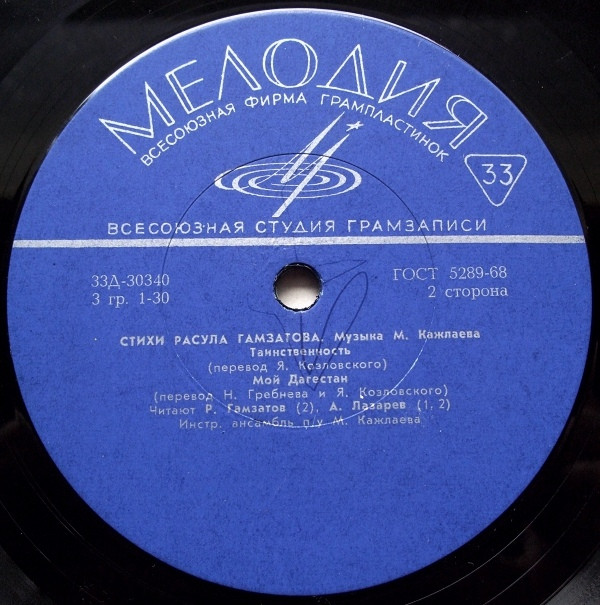 МЕЛОДИЯ
ВСЕСОЮЗНАЯ ФИРМА ГРАМПЛАСТИНОК
33
ВСЕСОЮЗНАЯ СТУДИЯ ГРАМЗАПИСИ
33Д-30340
ГОСТ 5289-68
3 гр. 1-30
2 сторона
СТИХИ РАСУЛА ГАМЗАТОВА. Музыка М. Кажлаева
Таинственность
(перевод Я. Козловского)
Мой Дагестан
(перевод Н. Гребнева и Я. Козловского)
Читают Р. Гамзатов (2), А. Лазарев (1, 2)
Инстр. ансамбль п/у М. Кажлаева